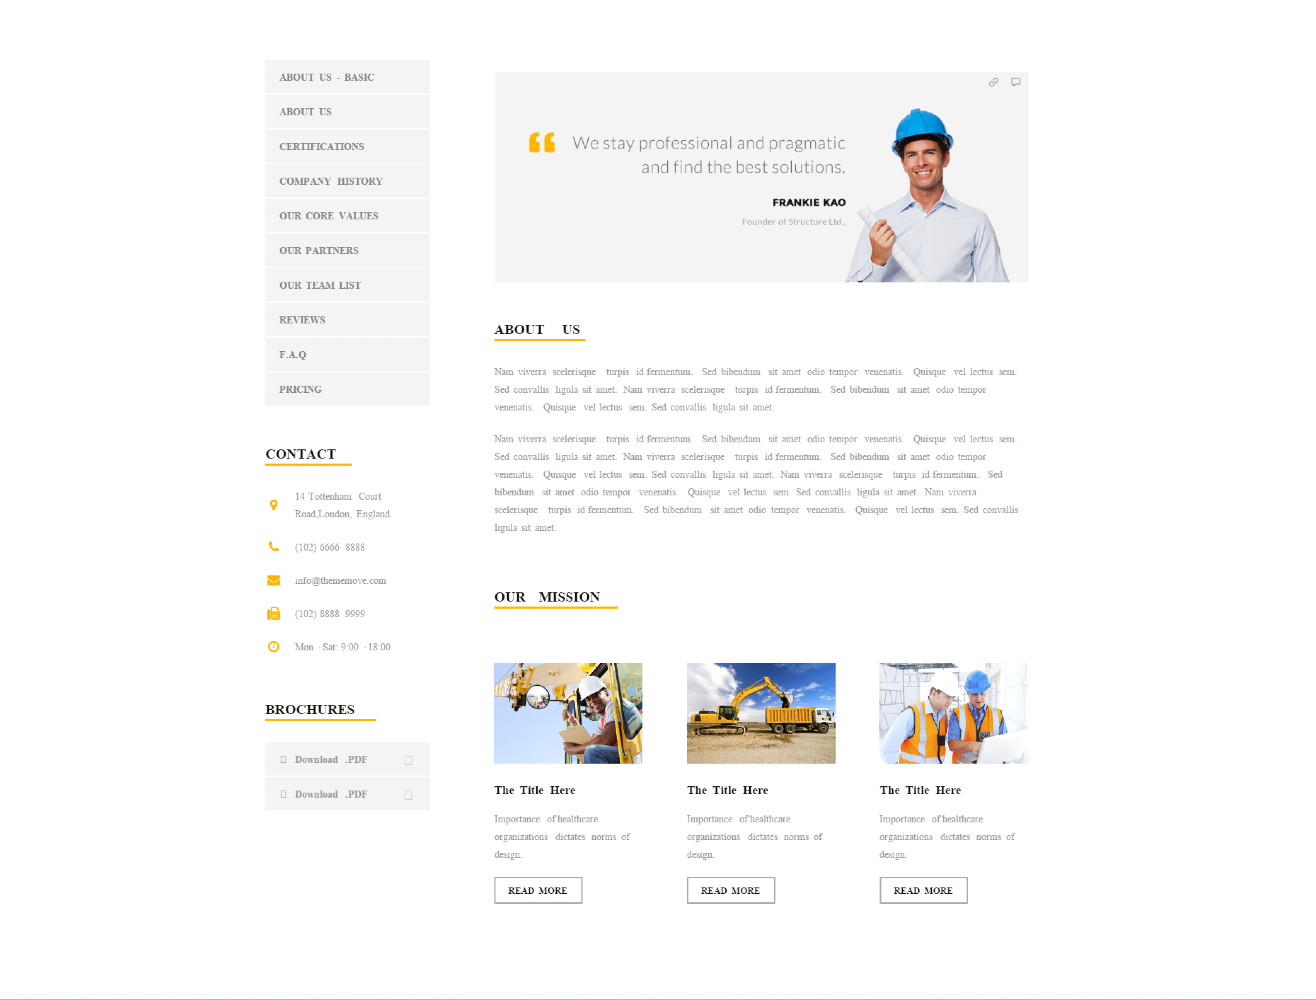 ABOUT US - BASIC
ABOUT US
CERTIFICATIONS
COMPANY HISTORY
OUR CORE VALUES
OUR PARTNERS
OUR TEAM LIST
REVIEWS
F.A.Q
PRICING
CONTACT
14 Tottenham Court
Road,London, England
(102) 6666 8888
info@thememove.com
(102) 8888 9999
Mon - Sat: 9:00 - 18:00
BROCHURES
Download .PDF
Download .PDF
We stay professional and pragmatic
and find the best solutions.
FRANKIE KAO
Founder of Structure Ltd.,
ABOUT US
Nam viverra scelerisque turpis id fermentum. Sed bibendum sit amet odio tempor venenatis. Quisque vel lectus sem.
Sed convallis ligula sit amet. Nam viverra scelerisque turpis id fermentum. Sed bibendum sit amet odio tempor
venenatis. Quisque vel lectus sem. Sed convallis ligula sit amet.
Nam viverra scelerisque turpis id fermentum. Sed bibendum sit amet odio tempor venenatis. Quisque vel lectus sem.
Sed convallis ligula sit amet. Nam viverra scelerisque turpis id fermentum. Sed bibendum sit amet odio tempor
venenatis. Quisque vel lectus sem. Sed convallis ligula sit amet. Nam viverra scelerisque turpis id fermentum. Sed
bibendum sit amet odio tempor venenatis. Quisque vel lectus sem. Sed convallis ligula sit amet. Nam viverra
scelerisque turpis id fermentum. Sed bibendum sit amet odio tempor venenatis. Quisque vel lectus sem. Sed convallis
ligula sit amet.
OUR MISSION
The Title Here
Importance of healthcare
organizations dictates norms of
design.
READ MORE
The Title Here
Importance of healthcare
organizations dictates norms of
design.
READ MORE
The Title Here
Importance of healthcare
organizations dictates norms of
design.
READ MORE